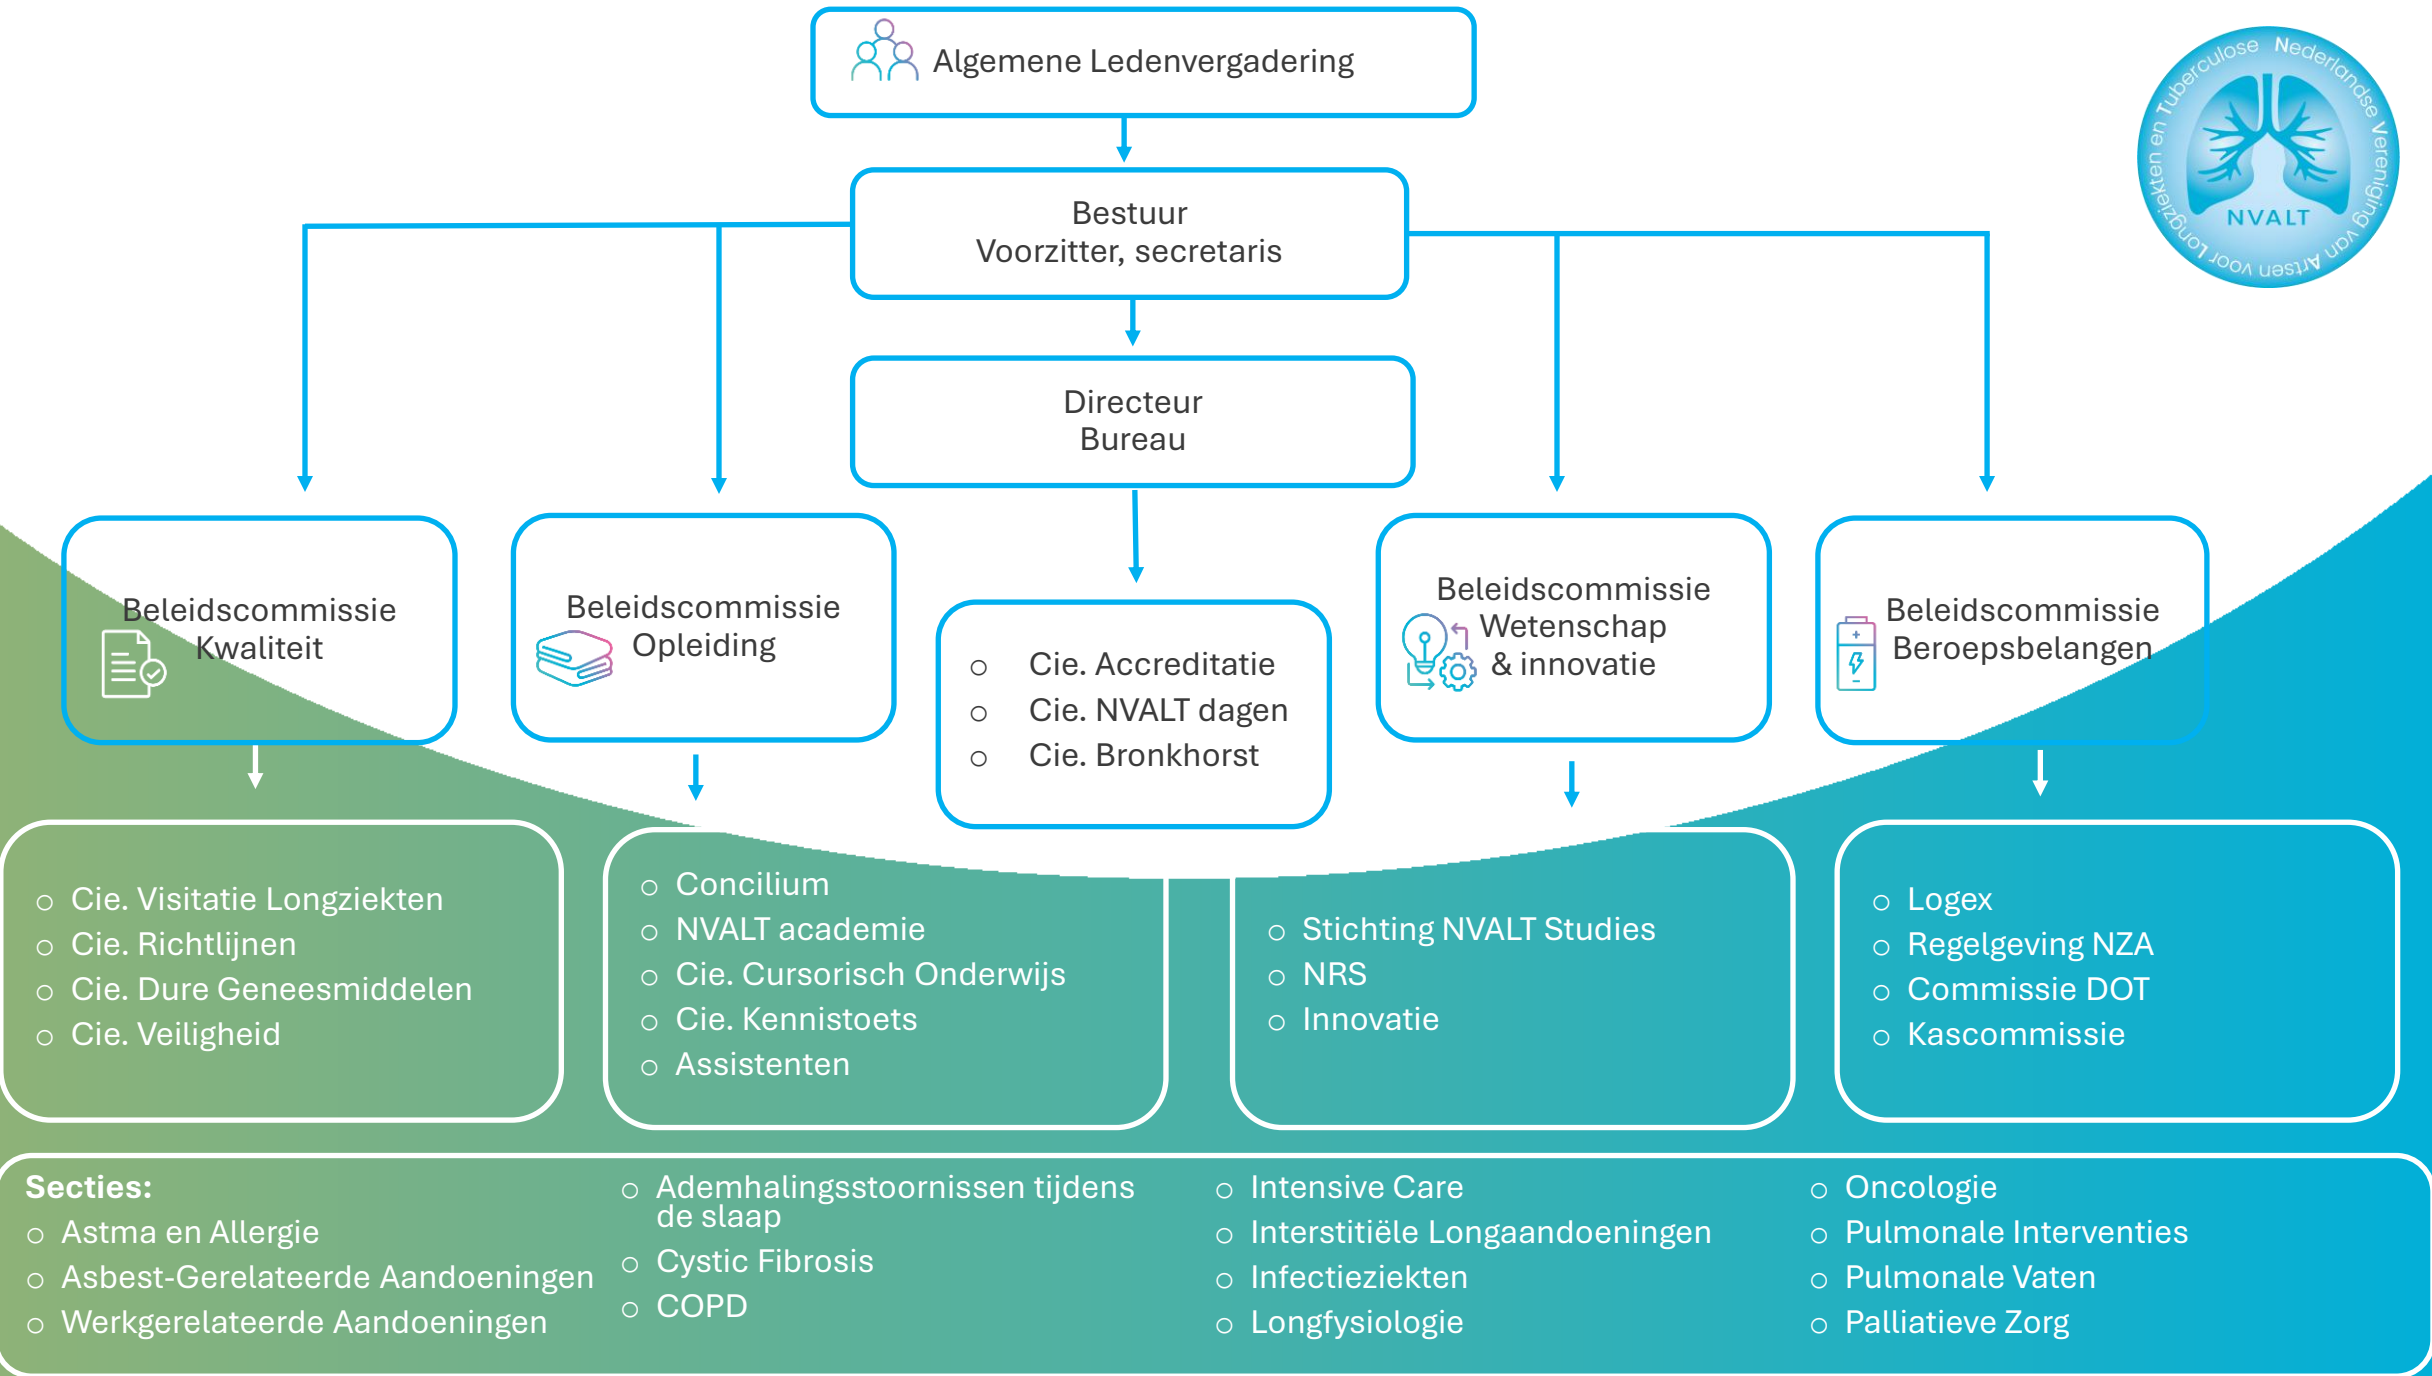 Algemene Ledenvergadering
Nederlandse Vereniging van Artsen voor Longziekten en Tuberculose
NVALT
Bestuur
Voorzitter, secretaris
Directeur
Bureau
Beleidscommissie
Kwaliteit
Beleidscommissie
Opleiding
○ Cie. Accreditatie
○ Cie. NVALT dagen
○ Cie. Bronkhorst
Beleidscommissie
Wetenschap
& innovatie
Beleidscommissie
Beroepsbelangen
○ Cie. Visitatie Longziekten
○ Cie. Richtlijnen
○ Cie. Dure Geneesmiddelen
○ Cie. Veiligheid
○ Concilium
○ NVALT academie
○ Cie. Cursorisch Onderwijs
○ Cie. Kennistoets
○ Assistenten
○ Stichting NVALT Studies
○ NRS
○ Innovatie
○ Logex
○ Regelgeving NZA
○ Commissie DOT
○ Kascommissie
Secties:
○ Astma en Allergie
○ Asbest-Gerelateerde Aandoeningen
○ Werkgerelateerde Aandoeningen
○ Ademhalingsstoornissen tijdens
de slaap
○ Cystic Fibrosis
○ COPD
○ Intensive Care
○ Interstitiële Longaandoeningen
○ Infectieziekten
○ Longfysiologie
○ Oncologie
○ Pulmonale Interventies
○ Pulmonale Vaten
○ Palliatieve Zorg